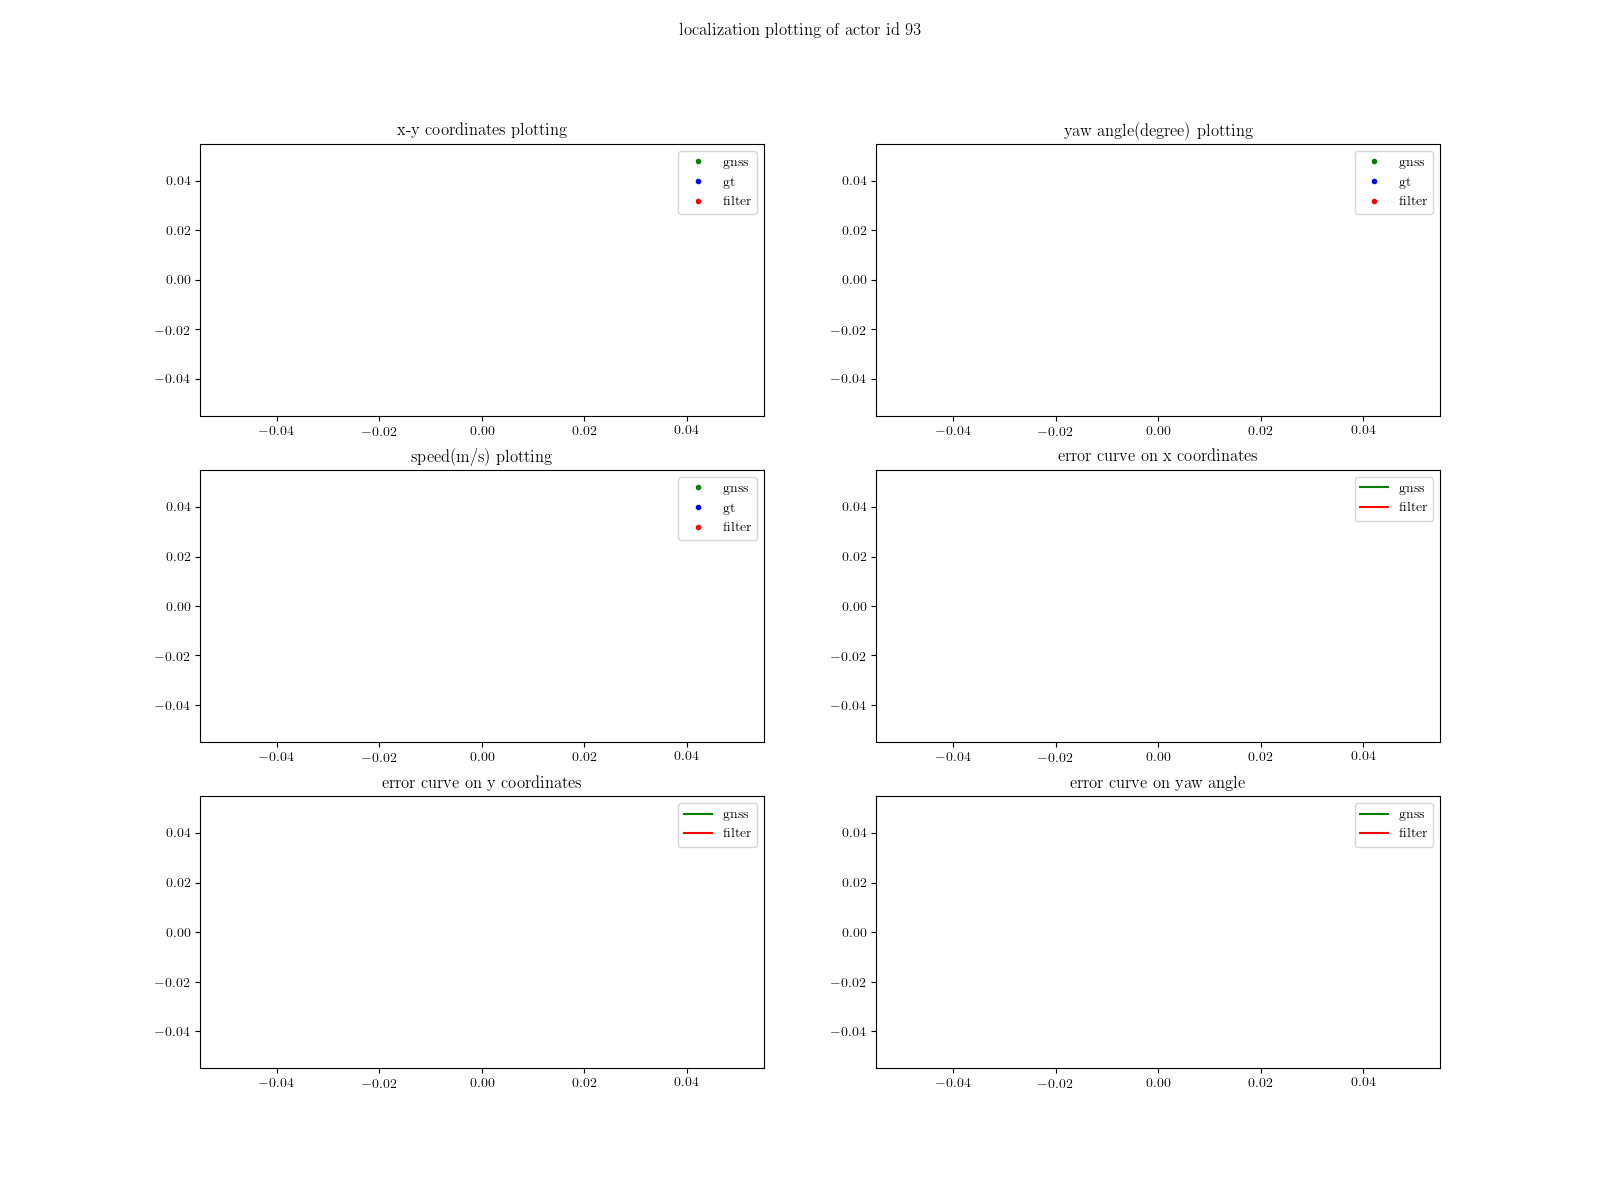 localization plotting of actor id 93
x-y coordinates plotting
gnss
gt
filter
0.04
0.02
0.00
−0.02
−0.04
−0.04 −0.02 0.00 0.02 0.04
yaw angle(degree) plotting
gnss
gt
filter
0.04
0.02
0.00
−0.02
−0.04
−0.04 −0.02 0.00 0.02 0.04
speed(m/s) plotting
gnss
gt
filter
0.04
0.02
0.00
−0.02
−0.04
−0.04 −0.02 0.00 0.02 0.04
error curve on x coordinates
gnss
filter
0.04
0.02
0.00
−0.02
−0.04
−0.04 −0.02 0.00 0.02 0.04
error curve on y coordinates
gnss
filter
0.04
0.02
0.00
−0.02
−0.04
−0.04 −0.02 0.00 0.02 0.04
error curve on yaw angle
gnss
filter
0.04
0.02
0.00
−0.02
−0.04
−0.04 −0.02 0.00 0.02 0.04